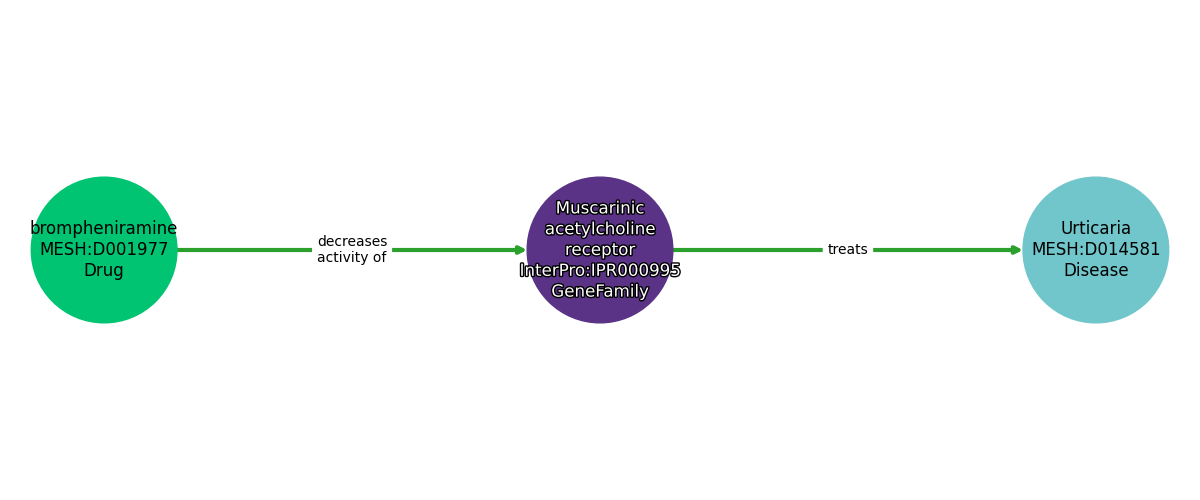 brompheniramine
MESH:D001977
Drug
decreases
activity of
Muscarinic
acetylcholine
receptor
InterPro:IPR000995
GeneFamily
treats
Urticaria
MESH:D014581
Disease